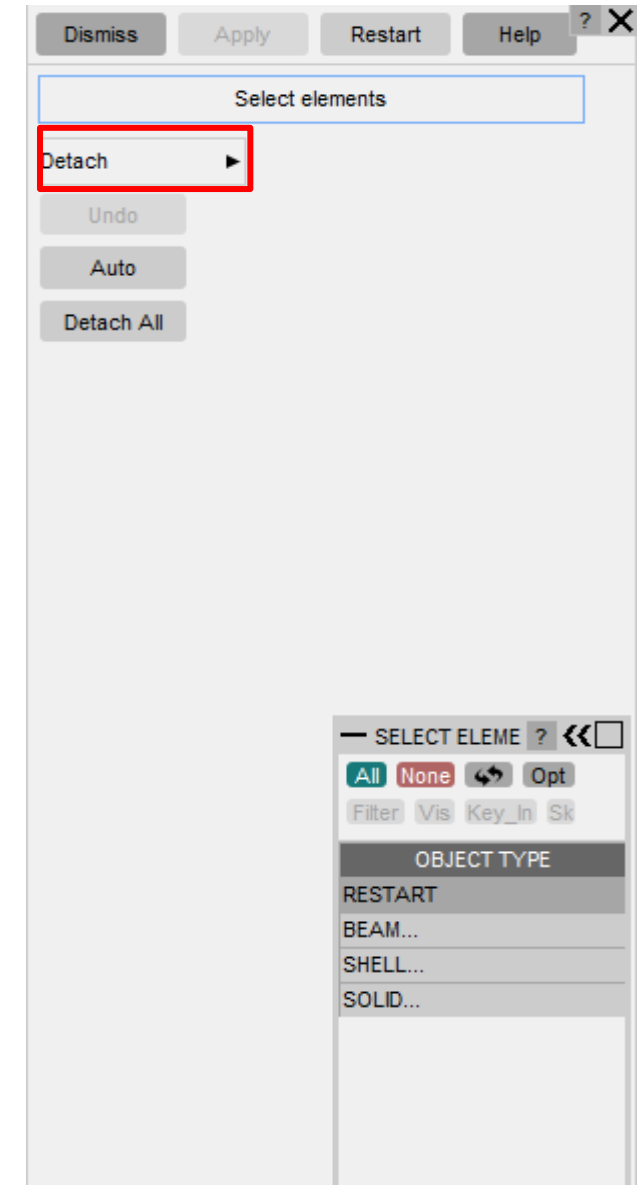 Dismiss Apply Restart Help ? X
Select elements
Detach
Undo
Auto
Detach All
SELECT ELEME ?
All None Opt
Filter Vis Key_In Sk
OBJECT TYPE
RESTART
BEAM...
SHELL...
SOLID...